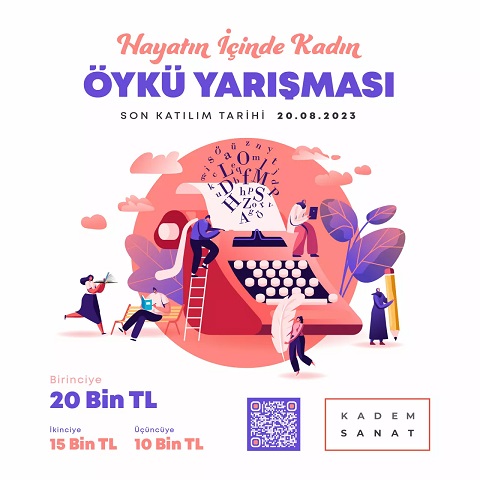 Hayatın İçinde Kadın
ÖYKÜ YARIŞMASI
SON KATILIM TARİHİ 20.08.2023
Birinciye
20 Bin TL
İkinciye
15 Bin TL
Üçüncüye
10 Bin TL
KADEM
SANAT